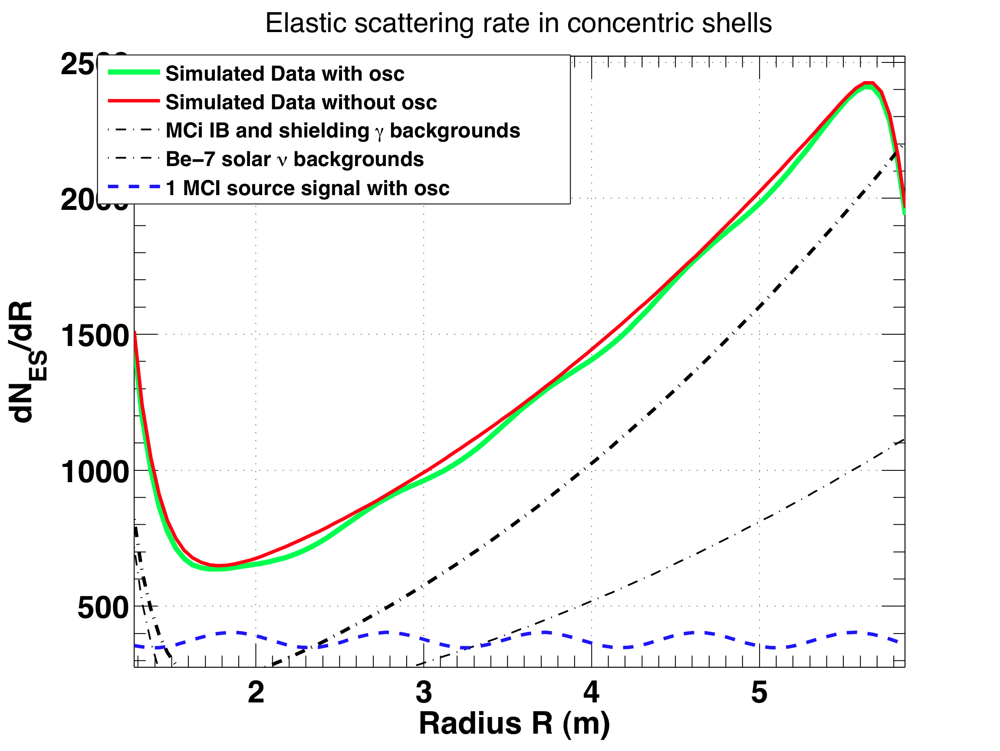 Elastic scattering rate in concentric shells
Simulated Data with osc
Simulated Data without osc
MCi IB and shielding γ backgrounds
Be−7 solar ν backgrounds
1 MCI source signal with osc
1500
1000
500
dN_ES/dR
2 3 4 5
Radius R (m)